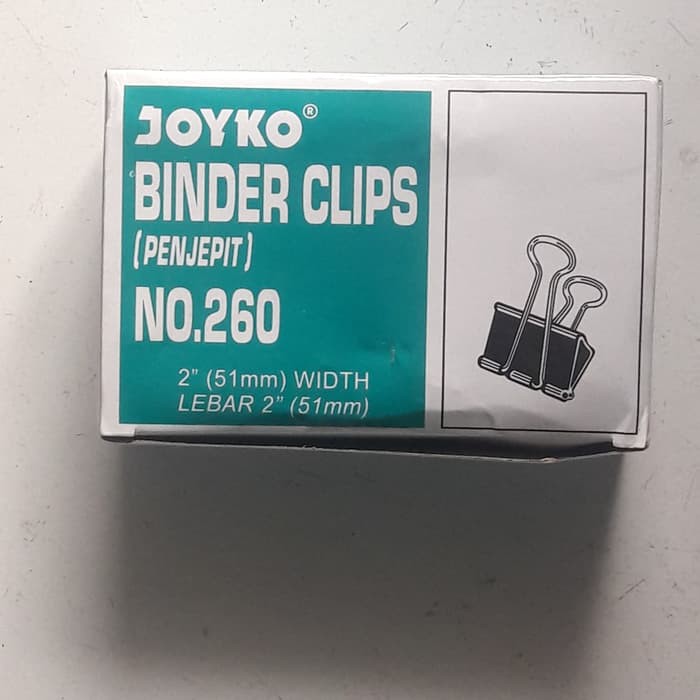 JOYKO®
BINDER CLIPS
(PENJEPIT)
NO.260
2" (51mm) WIDTH
LEBAR 2" (51mm)